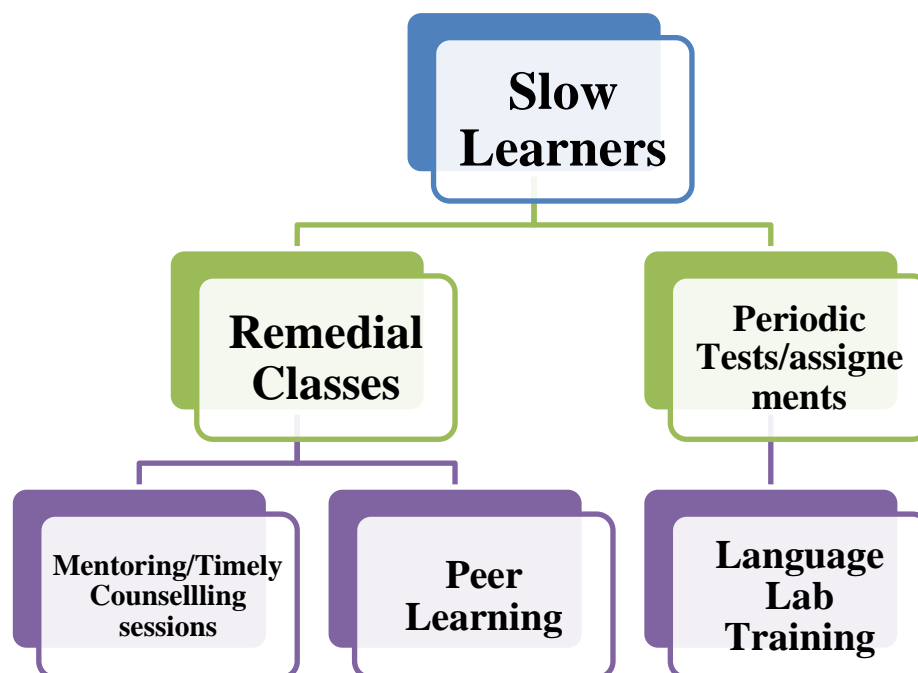 Slow
Learners
Remedial
Classes
Periodic
Tests/assigne
ments
Mentoring/Timely
Counsellling
sessions
Peer
Learning
Language
Lab
Training